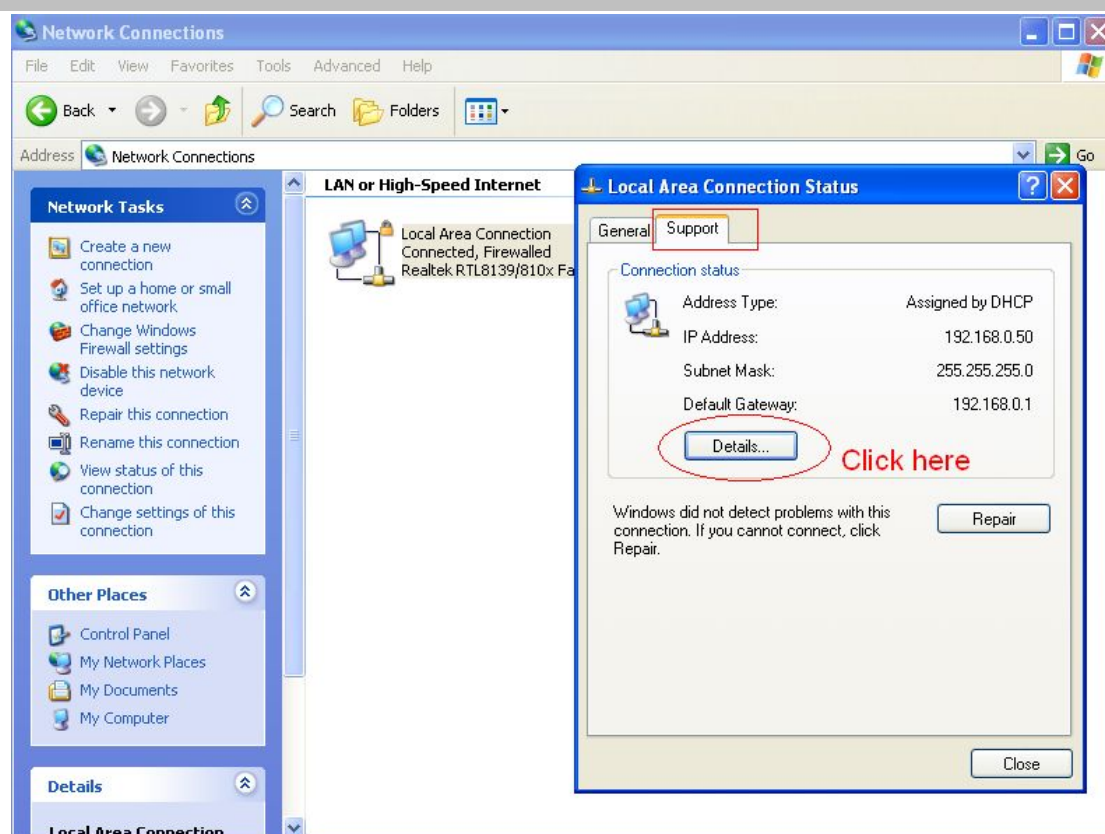 Network Connections
File Edit View Favorites Tools Advanced Help
Back Search Folders
Address Network Connections Go
Network Tasks
Create a new
connection
Set up a home or small
office network
Change Windows
Firewall settings
Disable this network
device
Repair this connection
Rename this connection
View status of this
connection
Change settings of this
connection
Other Places
Control Panel
My Network Places
My Documents
My Computer
Details
Local Area Connection
LAN or High-Speed Internet
Local Area Connection
Connected, Firewalled
Realtek RTL8139/810x Fa
Local Area Connection Status
General Support
Connection status
Address Type: Assigned by DHCP
IP Address: 192.168.0.50
Subnet Mask: 255.255.255.0
Default Gateway: 192.168.0.1
Details...
Click here
Windows did not detect problems with this
connection. If you cannot connect, click
Repair.
Repair
Close